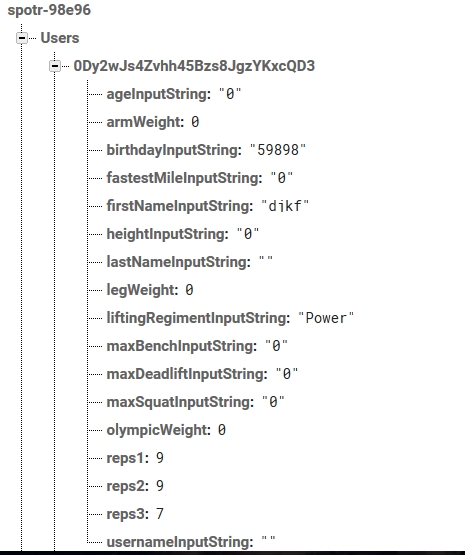 spotr-98e96
Users
0Dy2wJs4Zvhh45Bzs8JgzYKxcQD3
ageInputString: "0"
armWeight: 0
birthdayInputString: "59898"
fastestMileInputString: "0"
firstNameInputString: "djkf"
heightInputString: "0"
lastNameInputString: ""
legWeight: 0
liftingRegimentInputString: "Power"
maxBenchInputString: "0"
maxDeadliftInputString: "0"
maxSquatInputString: "0"
olympicWeight: 0
reps1: 9
reps2: 9
reps3: 7
usernameInputString: ""